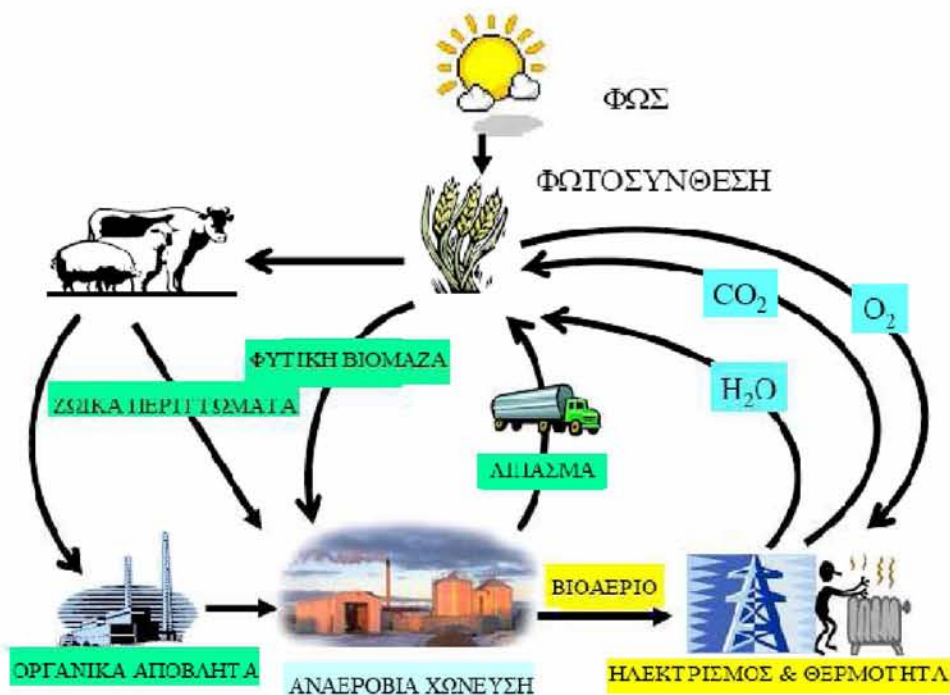 ΦΩΣ
ΦΩΤΟΣΥΝΘΕΣΗ
CO₂
O₂
ΦΥΤΙΚΗ ΒΙΟΜΑΖΑ
H₂O
ΖΩΙΚΑ ΠΕΡΙΤΤΩΜΑΤΑ
ΛΙΠΑΣΜΑ
ΒΙΟΑΕΡΙΟ
ΟΡΓΑΝΙΚΑ ΑΠΟΒΛΗΤΑ
ΑΝΑΕΡΟΒΙΑ ΧΩΝΕΥΣΗ
ΗΛΕΚΤΡΙΣΜΟΣ & ΘΕΡΜΟΤΗΤΑ